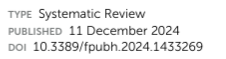 TYPE Systematic Review
PUBLISHED 11 December 2024
DOI 10.3389/fpubh.2024.1433269